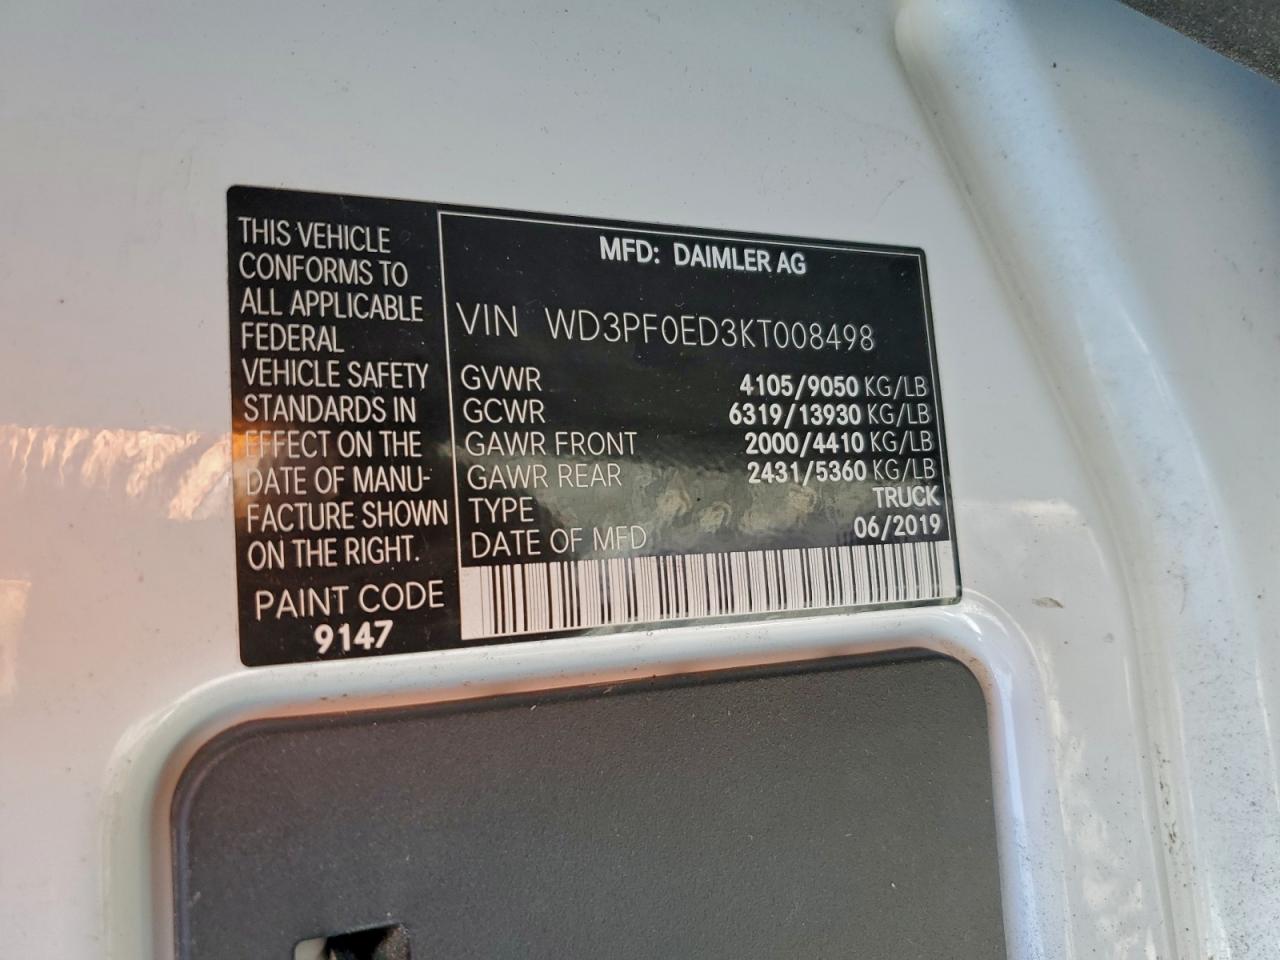 THIS VEHICLE
CONFORMS TO
ALL APPLICABLE
FEDERAL
VEHICLE SAFETY
STANDARDS IN
EFFECT ON THE
DATE OF MANU-
FACTURE SHOWN
ON THE RIGHT.
PAINT CODE
9147
MFD: DAIMLER AG
VIN WD3PF0ED3KT008498
GVWR 4105/9050 KG/LB
GCWR 6319/13930 KG/LB
GAWR FRONT 2000/4410 KG/LB
GAWR REAR 2431/5360 KG/LB
TYPE TRUCK
DATE OF MFD 06/2019